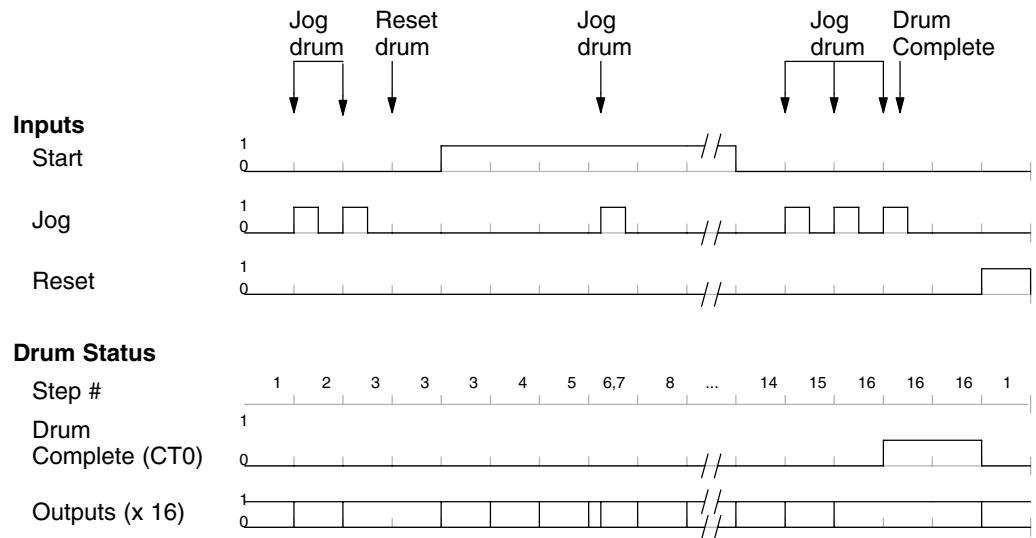 Jog drum
Reset drum
Jog drum
Jog drum
Drum Complete
Inputs
Start
1
0
Jog
1
0
Reset
1
0
Drum Status
Step #
1 2 3 3 3 4 5 6,7 8 ... 14 15 16 16 16 1
Drum
Complete (CT0)
1
0
Outputs (x 16)
1
0